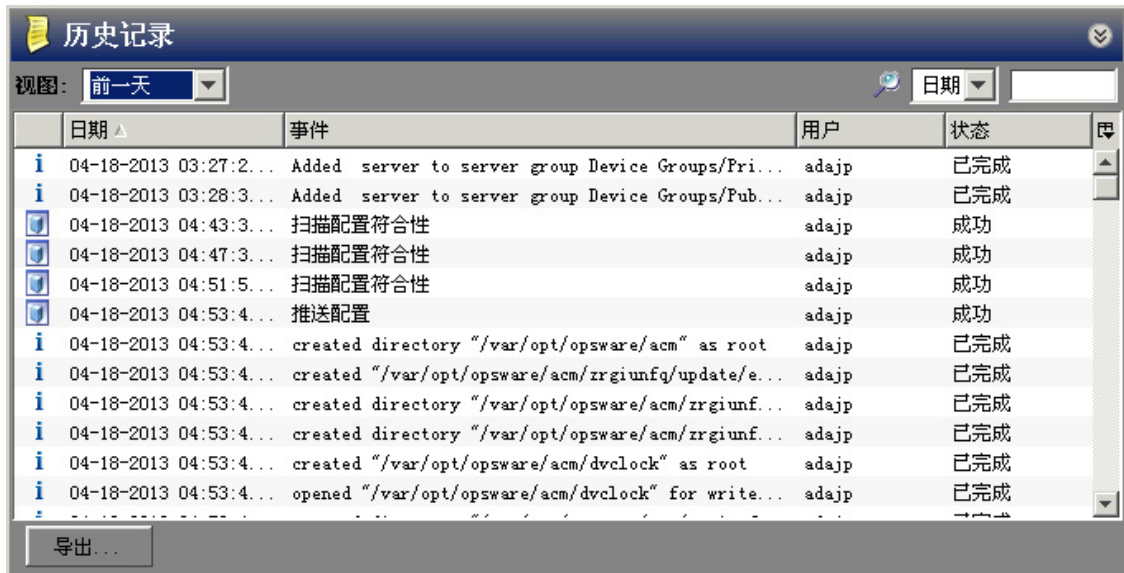 历史记录
视图: 前一天 日期
日期 事件 用户 状态
i 04-18-2013 03:27:2... Added server to server group Device Groups/Pri... adajp 已完成
i 04-18-2013 03:28:3... Added server to server group Device Groups/Pub... adajp 已完成
04-18-2013 04:43:3... 扫描配置符合性 adajp 成功
04-18-2013 04:47:3... 扫描配置符合性 adajp 成功
04-18-2013 04:51:5... 扫描配置符合性 adajp 成功
04-18-2013 04:53:4... 推送配置 adajp 成功
i 04-18-2013 04:53:4... created directory "/var/opt/opsware/acm" as root adajp 已完成
i 04-18-2013 04:53:4... created "/var/opt/opsware/acm/zrgiunfq/update/e... adajp 已完成
i 04-18-2013 04:53:4... created directory "/var/opt/opsware/acm/zrgiunf... adajp 已完成
i 04-18-2013 04:53:4... created directory "/var/opt/opsware/acm/zrgiunf... adajp 已完成
i 04-18-2013 04:53:4... created "/var/opt/opsware/acm/dvclock" as root adajp 已完成
i 04-18-2013 04:53:4... opened "/var/opt/opsware/acm/dvclock" for write... adajp 已完成
导出...